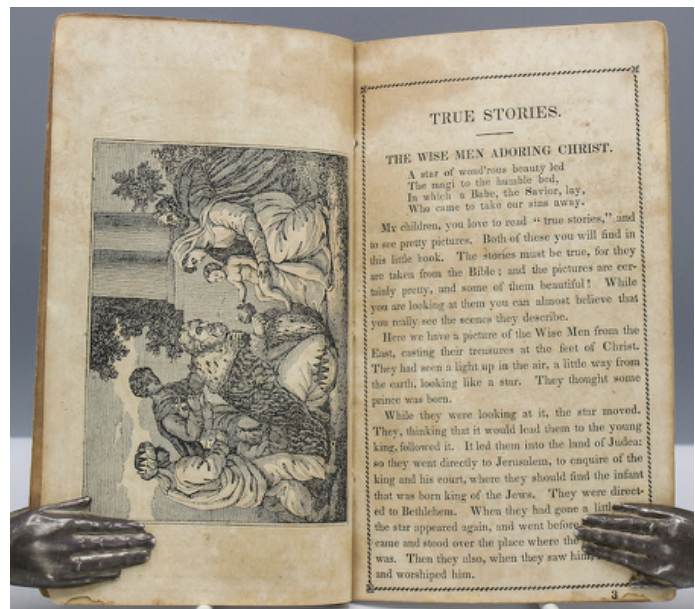 TRUE STORIES.
THE WISE MEN ADORING CHRIST.
A star of wond'rous beauty led
The magi to the humble bed,
In which a Babe, the Savior, lay,
Who came to take our sins away.
My children, you love to read "true stories," and
to see pretty pictures. Both of these you will find in
this little book. The stories must be true, for they
are taken from the Bible; and the pictures are cer-
tainly pretty, and some of them beautiful! While
you are looking at them you can almost believe that
you really see the scenes they describe.
Here we have a picture of the Wise Men from the
East, casting their treasures at the feet of Christ.
They had seen a light up in the air, a little way from
the earth, looking like a star. They thought some
prince was born.
While they were looking at it, the star moved.
They, thinking that it would lead them to the young
king, followed it. It led them into the land of Judea:
so they went directly to Jerusalem, to enquire of the
king and his court, where they should find the infant
that was born king of the Jews. They were direct-
ed to Bethlehem. When they had gone a little
the star appeared again, and went before
came and stood over the place where the
was. Then they also, when they saw him,
and worshiped him.
3